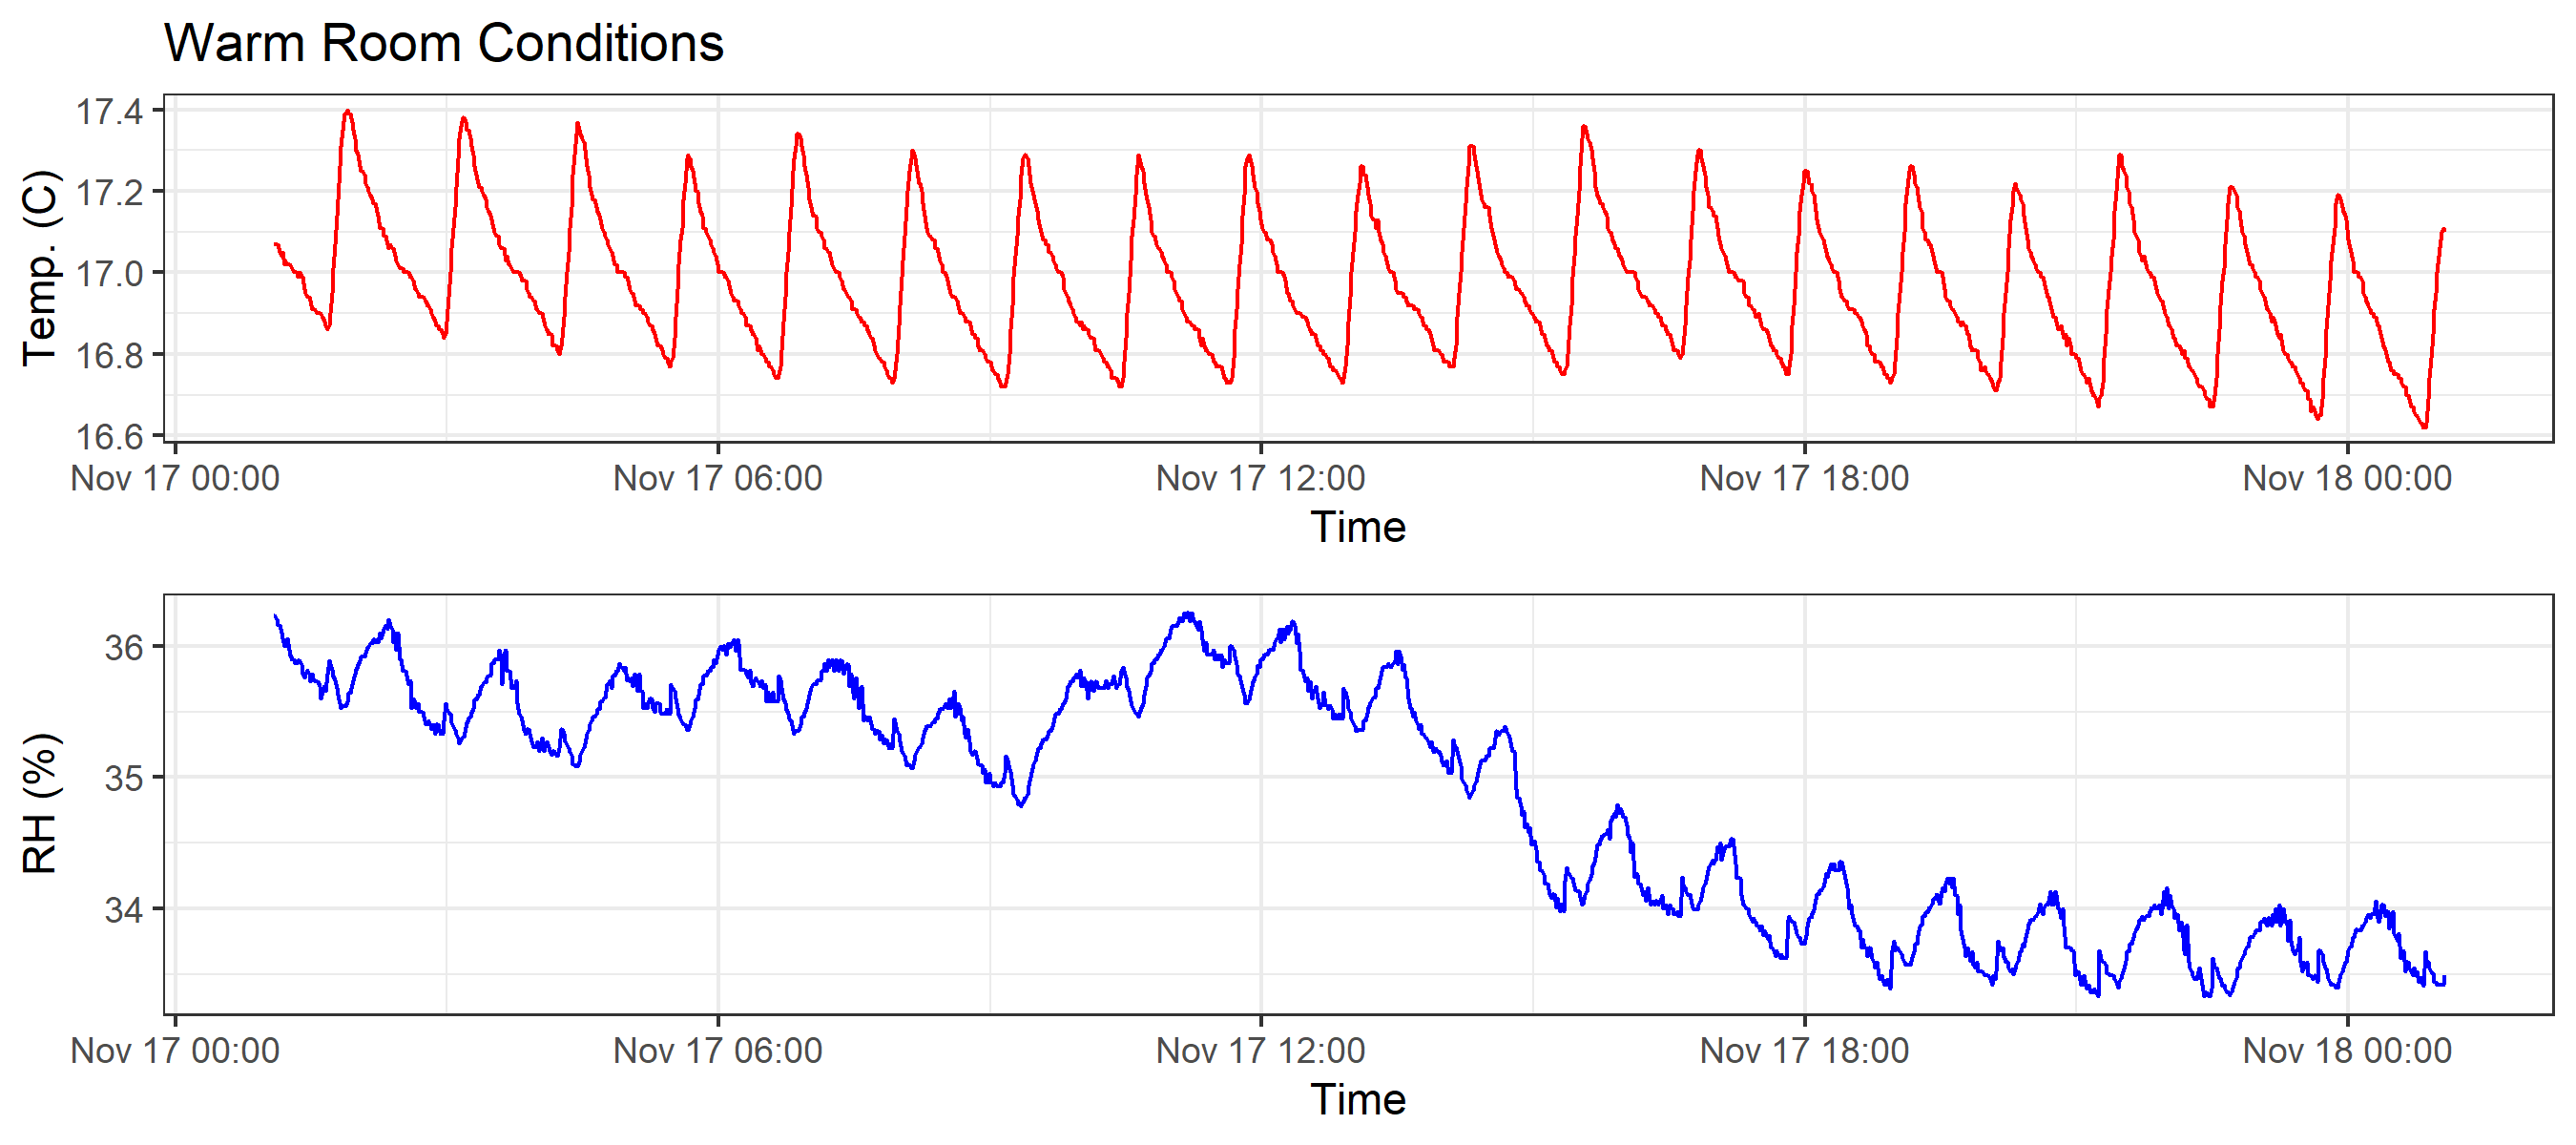 Warm Room Conditions
17.4
17.2
17.0
16.8
16.6
Temp. (C)
Nov 17 00:00 Nov 17 06:00 Nov 17 12:00 Nov 17 18:00 Nov 18 00:00
Time
36
35
34
RH (%)
Nov 17 00:00 Nov 17 06:00 Nov 17 12:00 Nov 17 18:00 Nov 18 00:00
Time